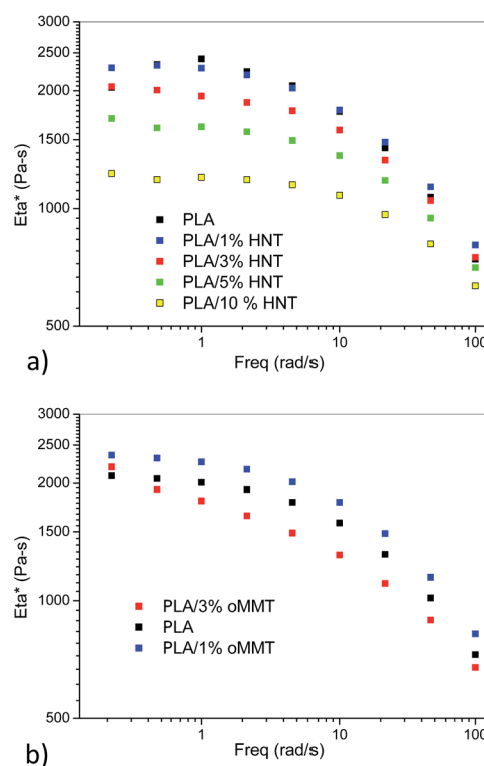 3000
2500
2000
1500
1000
500
Eta* (Pa-s)
PLA
PLA/1% HNT
PLA/3% HNT
PLA/5% HNT
PLA/10 % HNT
1
10
100
Freq (rad/s)
a)
3000
2500
2000
1500
1000
500
Eta* (Pa-s)
PLA/3% oMMT
PLA
PLA/1% oMMT
1
10
100
Freq (rad/s)
b)